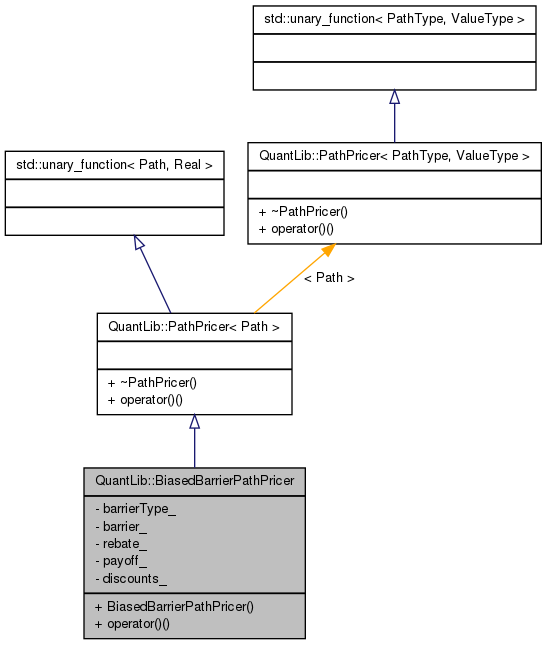 std::unary_function< PathType, ValueType >
QuantLib::PathPricer< PathType, ValueType >
+ ~PathPricer()
+ operator()()
std::unary_function< Path, Real >
< Path >
QuantLib::PathPricer< Path >
+ ~PathPricer()
+ operator()()
QuantLib::BiasedBarrierPathPricer
- barrierType_
- barrier_
- rebate_
- payoff_
- discounts_
+ BiasedBarrierPathPricer()
+ operator()()